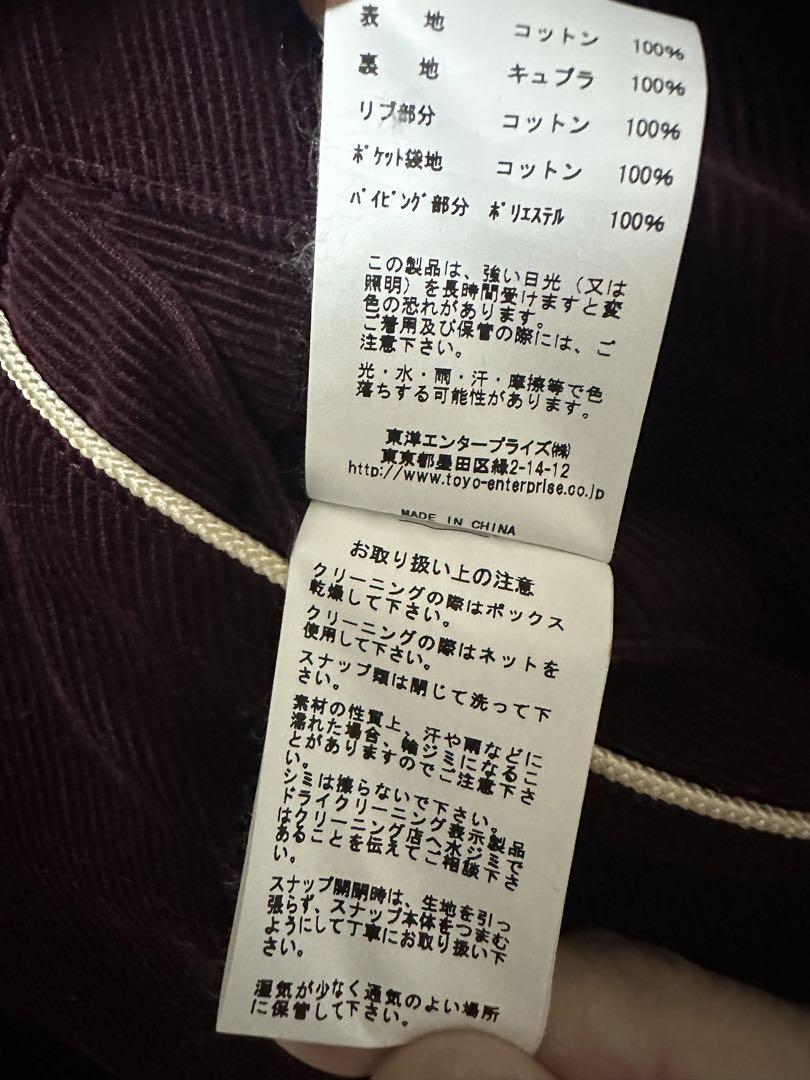 表 地 コットン 100%
裏 地 キュプラ 100%
リブ部分 コットン 100%
ポケット袋地 コットン 100%
パイピング部分 ポリエステル 100%
この製品は、強い日光（又は
照明）を長時間受けますと変
色の恐れがあります。
ご着用及び保管の際には、ご
注意下さい。
光・水・雨・汗・摩擦等で色
落ちする可能性があります。
東洋エンタープライズ㈱
東京都墨田区緑2-14-12
http://www.toyo-enterprise.co.jp
MADE IN CHINA
お取り扱い上の注意
クリーニングの際はボックス
乾燥して下さい。
クリーニングの際はネットを
使用して下さい。
スナップ類は閉じて洗って下
さい。
素材の性質上、汗や雨などに
濡れた場合、輪ジミになるこ
とがありますのでご注意下さ
い。
シミは擦らないで下さい。
ドライクリーニング表示製品
はクリーニング店へ水ジミで
あることを伝えてご相談下さ
い。
スナップ開閉時は、生地を引っ
張らず、スナップ本体をつまむ
ようにして丁寧にお取り扱い下
さい。
湿気が少なく通気のよい場所
に保管して下さい。